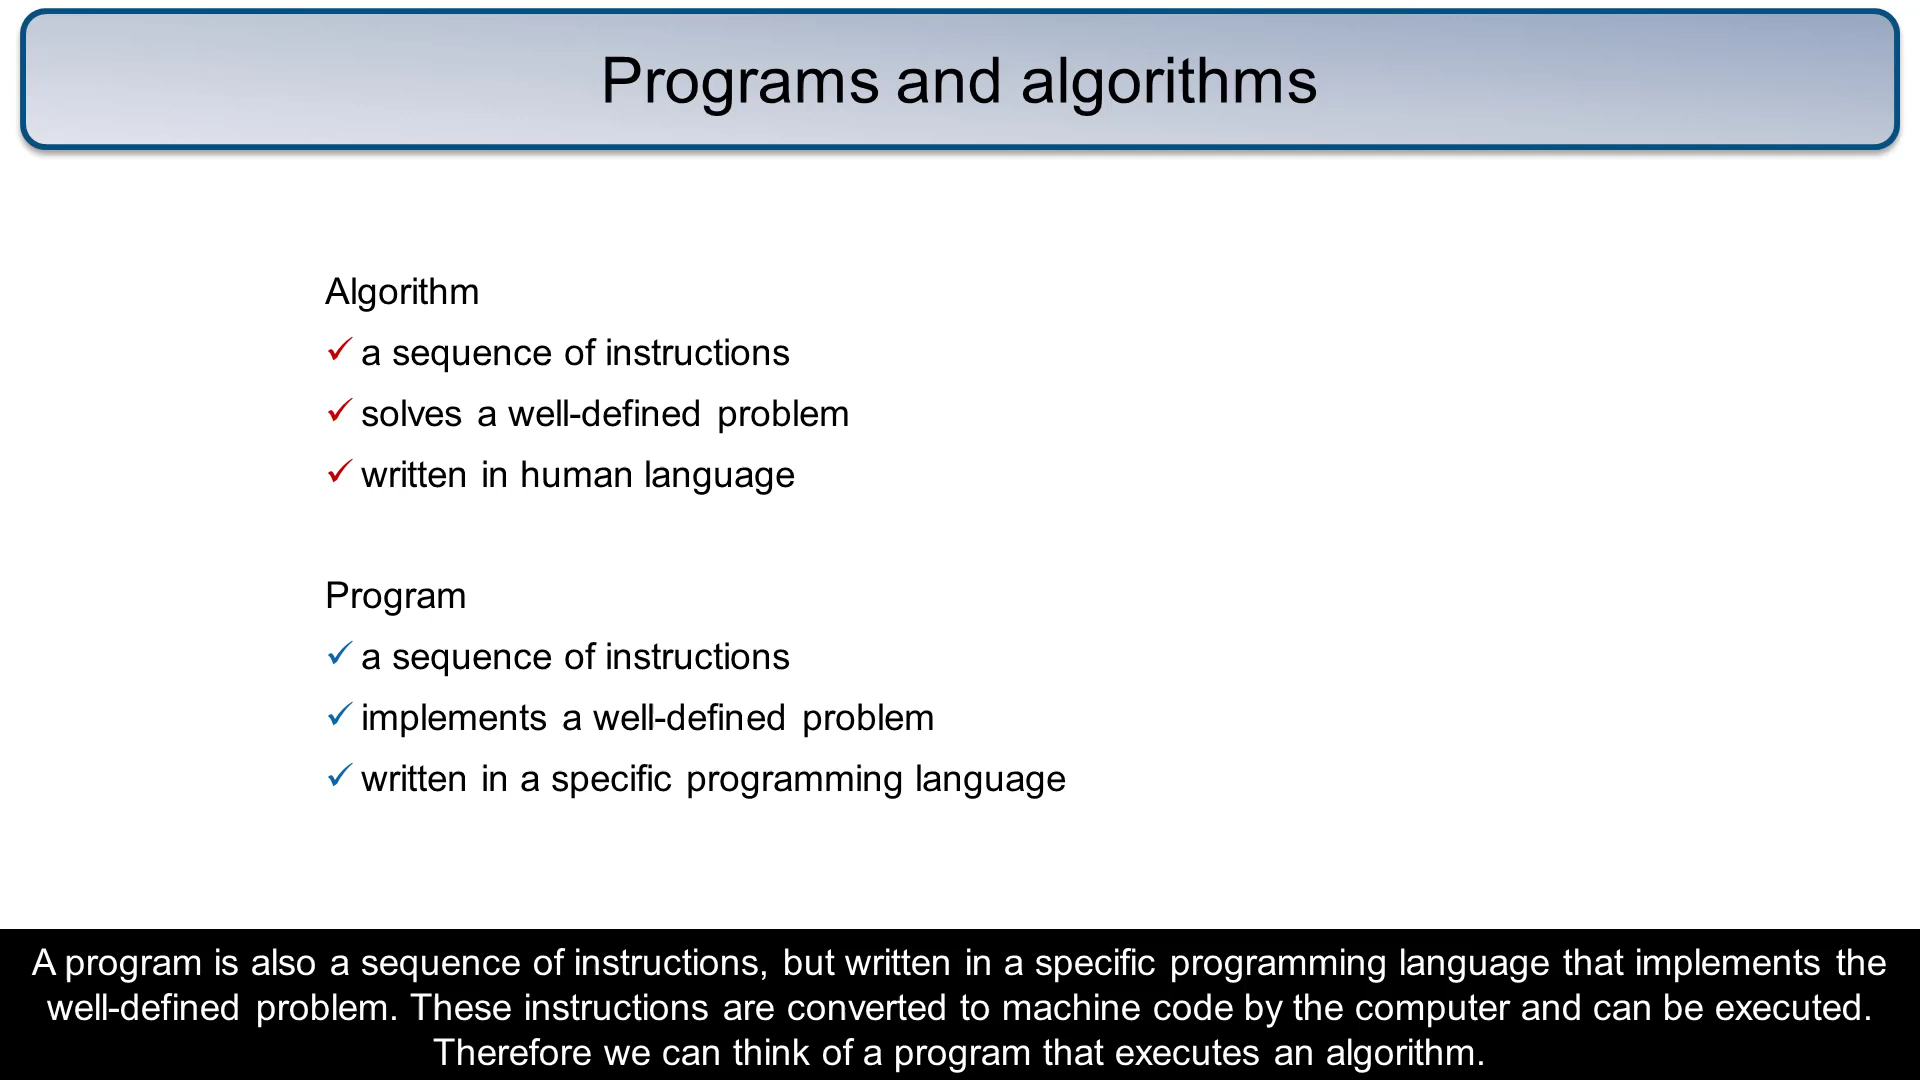 Programs and algorithms
Algorithm
✓ a sequence of instructions
✓ solves a well-defined problem
✓ written in human language
Program
✓ a sequence of instructions
✓ implements a well-defined problem
✓ written in a specific programming language
A program is also a sequence of instructions, but written in a specific programming language that implements the
well-defined problem. These instructions are converted to machine code by the computer and can be executed.
Therefore we can think of a program that executes an algorithm.